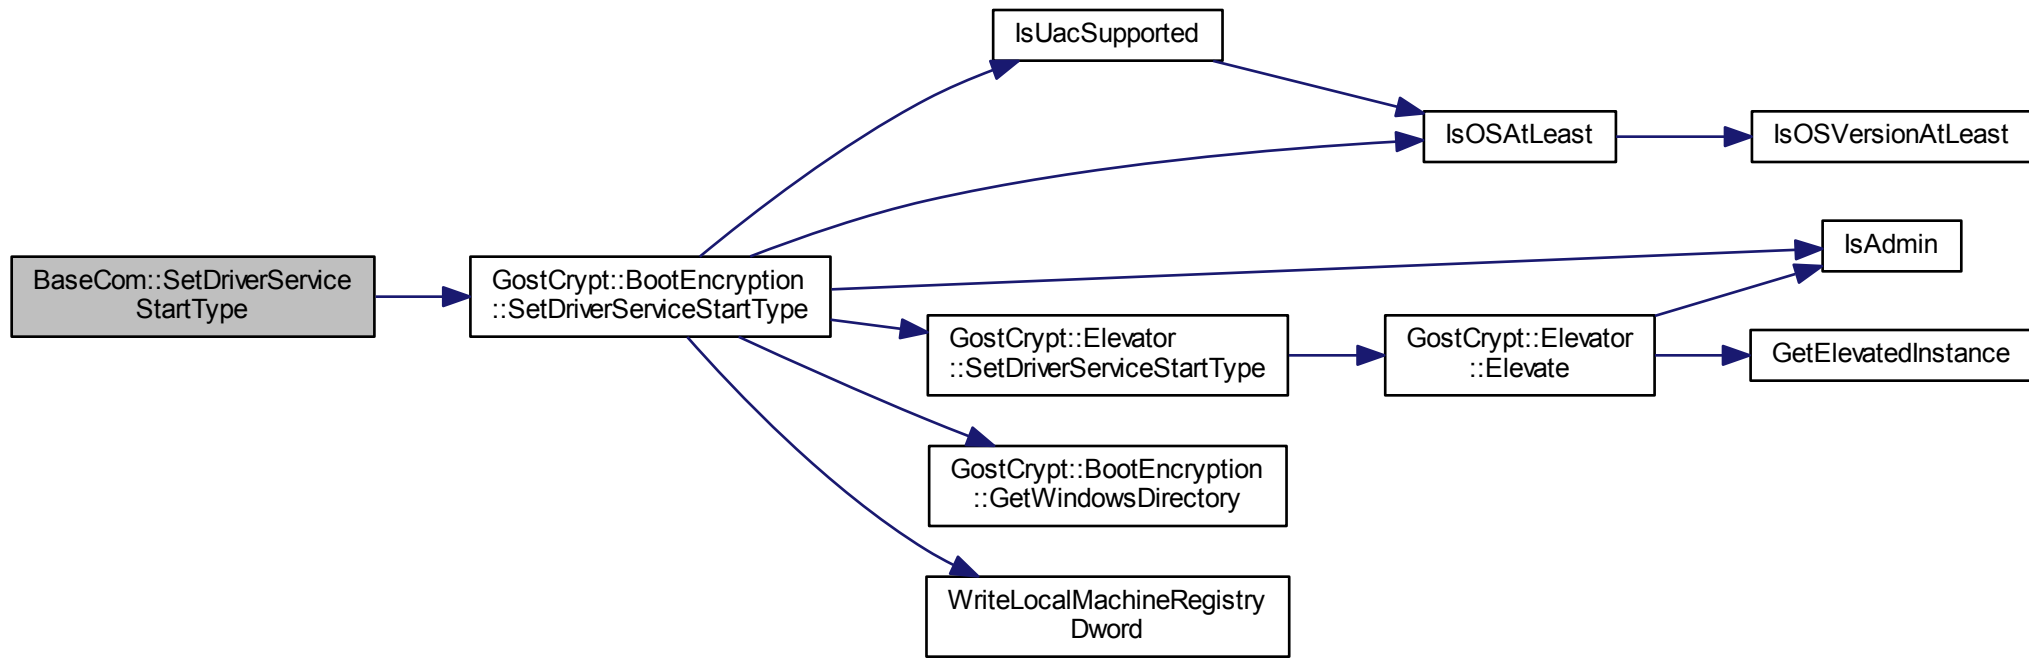 IsUacSupported
IsOSAtLeast
IsOSVersionAtLeast
IsAdmin
BaseCom::SetDriverService
StartType
GostCrypt::BootEncryption
::SetDriverServiceStartType
GostCrypt::Elevator
::SetDriverServiceStartType
GostCrypt::Elevator
::Elevate
GetElevatedInstance
GostCrypt::BootEncryption
::GetWindowsDirectory
WriteLocalMachineRegistry
Dword